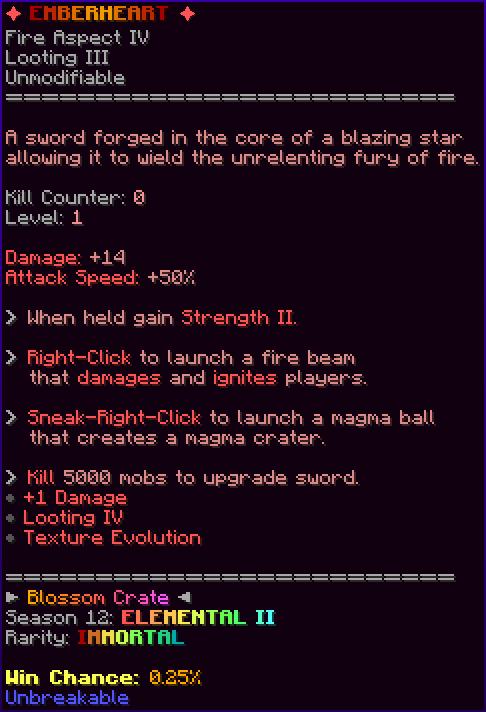 ✦ EMBERHEART ✦
Fire Aspect IV
Looting III
Unmodifiable
==============================
A sword forged in the core of a blazing star
allowing it to wield the unrelenting fury of fire.
Kill Counter: 0
Level: 1
Damage: +14
Attack Speed: +50%
> When held gain Strength II.
> Right-Click to launch a fire beam
that damages and ignites players.
> Sneak-Right-Click to launch a magma ball
that creates a magma crater.
> Kill 5000 mobs to upgrade sword.
• +1 Damage
• Looting IV
• Texture Evolution
==============================
► Blossom Crate ◄
Season 12: ELEMENTAL II
Rarity: IMMORTAL
Win Chance: 0.25%
Unbreakable